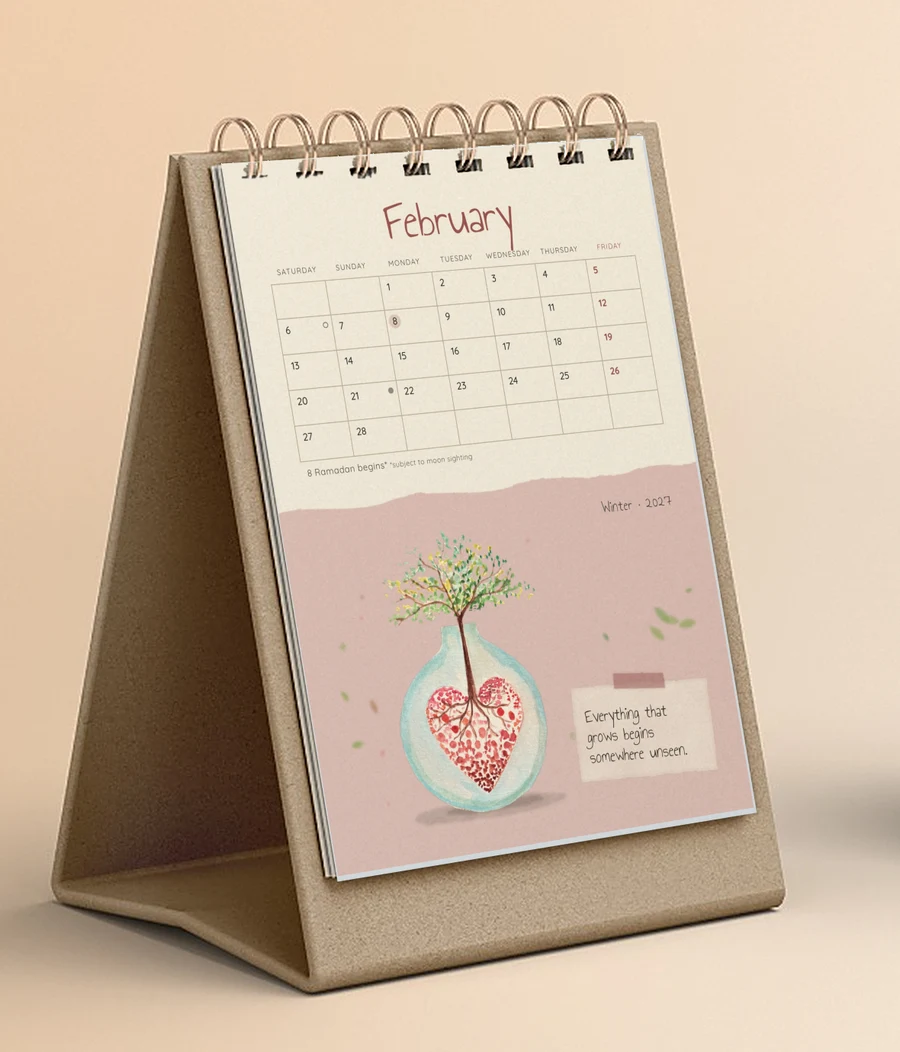 February
SATURDAY SUNDAY MONDAY TUESDAY WEDNESDAY THURSDAY FRIDAY
1 2 3 4 5
6 7 8 9 10 11 12
13 14 15 16 17 18 19
20 21 22 23 24 25 26
27 28
8 Ramadan begins* *subject to moon sighting
Winter · 2027
Everything that
grows begins
somewhere unseen.